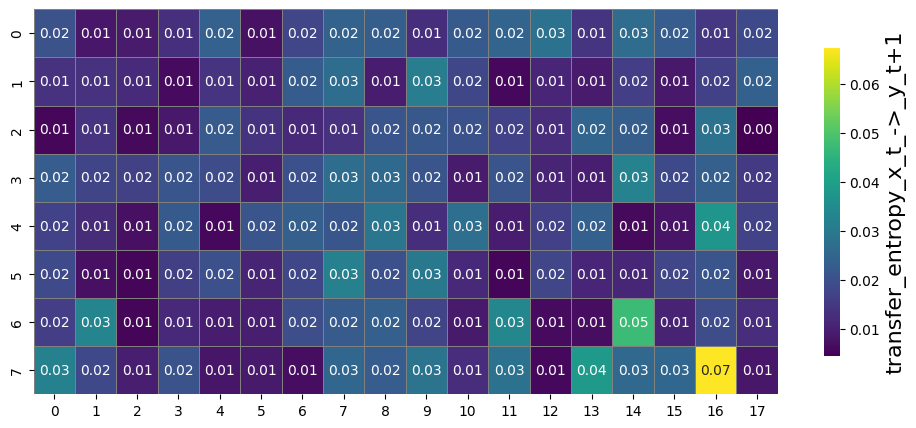 0 0.02 0.01 0.01 0.01 0.02 0.01 0.02 0.02 0.02 0.01 0.02 0.02 0.03 0.01 0.03 0.02 0.01 0.02
1 0.01 0.01 0.01 0.01 0.01 0.01 0.02 0.03 0.01 0.03 0.02 0.01 0.01 0.01 0.02 0.01 0.02 0.02
2 0.01 0.01 0.01 0.01 0.02 0.01 0.01 0.01 0.02 0.02 0.02 0.02 0.01 0.02 0.02 0.01 0.03 0.00
3 0.02 0.02 0.02 0.02 0.02 0.01 0.02 0.03 0.03 0.02 0.01 0.02 0.01 0.01 0.03 0.02 0.02 0.02
4 0.02 0.01 0.01 0.02 0.01 0.02 0.02 0.02 0.03 0.01 0.03 0.01 0.02 0.02 0.01 0.01 0.04 0.02
5 0.02 0.01 0.01 0.02 0.02 0.01 0.02 0.03 0.02 0.03 0.01 0.01 0.02 0.01 0.01 0.02 0.02 0.01
6 0.02 0.03 0.01 0.01 0.01 0.01 0.02 0.02 0.02 0.02 0.01 0.03 0.01 0.01 0.05 0.01 0.02 0.01
7 0.03 0.02 0.01 0.02 0.01 0.01 0.01 0.03 0.02 0.03 0.01 0.03 0.01 0.04 0.03 0.03 0.07 0.01
0 1 2 3 4 5 6 7 8 9 10 11 12 13 14 15 16 17
0.06
0.05
0.04
0.03
0.02
0.01
transfer_entropy_x_t_->_y_t+1